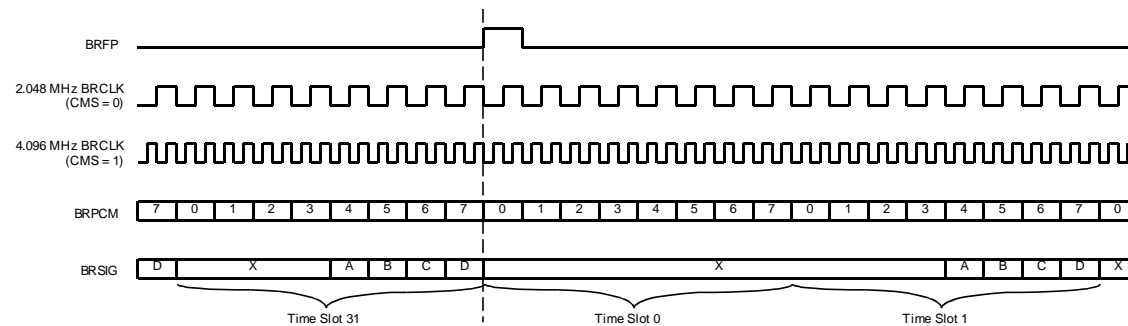 BRFP
2.048 MHz BRCLK
(CMS = 0)
4.096 MHz BRCLK
(CMS = 1)
BRPCM 7 0 1 2 3 4 5 6 7 0 1 2 3 4 5 6 7 0 1 2 3 4 5 6 7 0
BRSIG D X A B C D X A B C D X
Time Slot 31 Time Slot 0 Time Slot 1